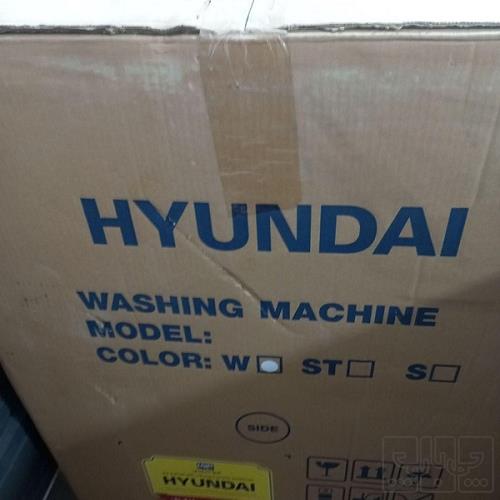 HYUNDAI
WASHING MACHINE
MODEL:
COLOR: W ST S
SIDE
HYUNDAI